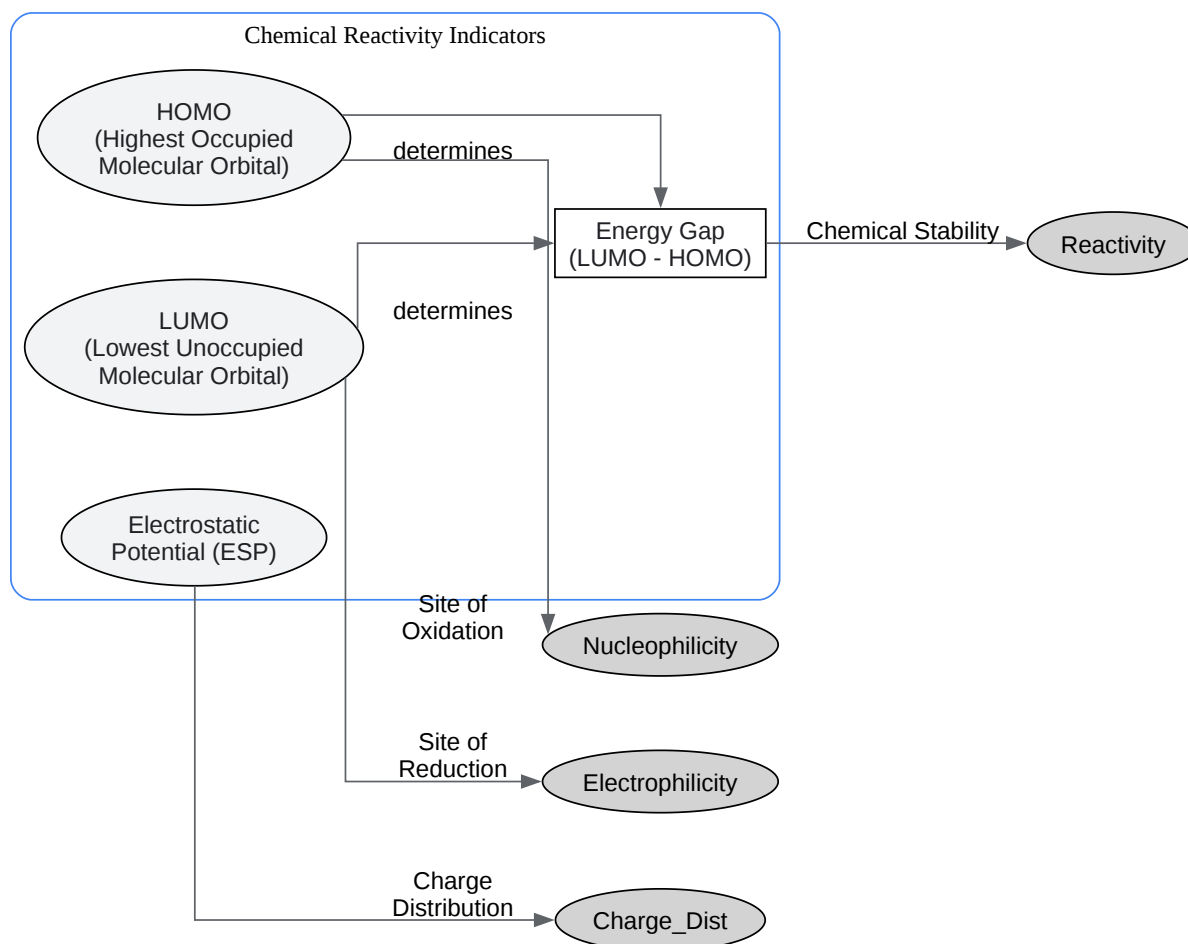 Chemical Reactivity Indicators
HOMO
(Highest Occupied
Molecular Orbital)
determines
Energy Gap
(LUMO - HOMO)
Chemical Stability
Reactivity
determines
LUMO
(Lowest Unoccupied
Molecular Orbital)
Electrostatic
Potential (ESP)
Site of
Oxidation
Nucleophilicity
Site of
Reduction
Electrophilicity
Charge
Distribution
Charge_Dist